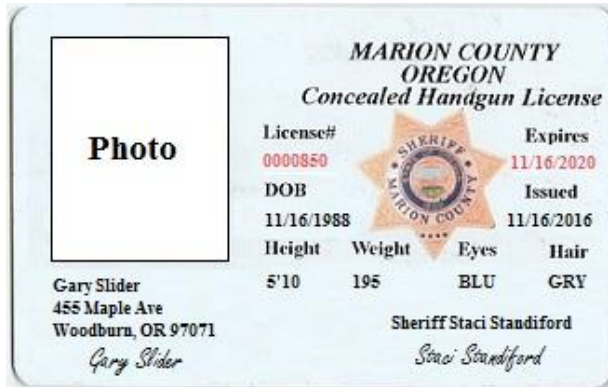 MARION COUNTY
OREGON
Concealed Handgun License
Photo
License#
Expires
0000850
11/16/2020
SHERIFF
MARION COUNTY
DOB
Issued
11/16/1988
11/16/2016
Height Weight Eyes Hair
5'10 195 BLU GRY
Gary Slider
455 Maple Ave
Woodburn, OR 97071
Gary Slider
Sheriff Staci Standiford
Staci Standiford